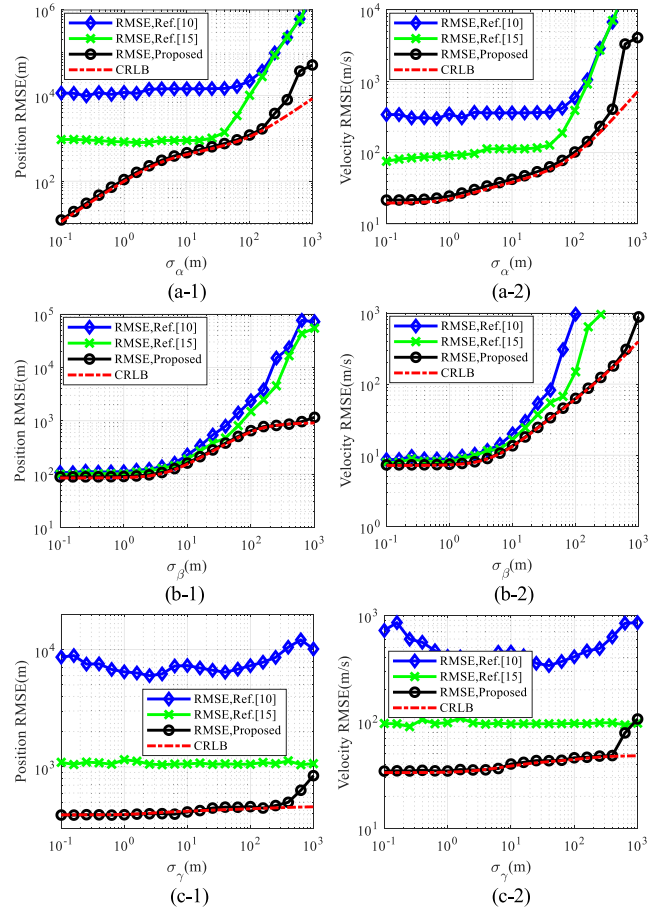 10^6
10^4
10^2
Position RMSE(m)
RMSE,Ref.[10]
RMSE,Ref.[15]
RMSE,Proposed
CRLB
10^-1 10^0 10^1 10^2 10^3
σ_α(m)
(a-1)
10^4
10^3
10^2
10^1
Velocity RMSE(m/s)
RMSE,Ref.[10]
RMSE,Ref.[15]
RMSE,Proposed
CRLB
10^-1 10^0 10^1 10^2 10^3
σ_α(m)
(a-2)
10^5
10^4
10^3
10^2
10^1
Position RMSE(m)
RMSE,Ref.[10]
RMSE,Ref.[15]
RMSE,Proposed
CRLB
10^-1 10^0 10^1 10^2 10^3
σ_β(m)
(b-1)
10^3
10^2
10^1
10^0
Velocity RMSE(m/s)
RMSE,Ref.[10]
RMSE,Ref.[15]
RMSE,Proposed
CRLB
10^-1 10^0 10^1 10^2 10^3
σ_β(m)
(b-2)
10^4
10^3
Position RMSE(m)
RMSE,Ref.[10]
RMSE,Ref.[15]
RMSE,Proposed
CRLB
10^-1 10^0 10^1 10^2 10^3
σ_γ(m)
(c-1)
10^3
10^2
10^1
Velocity RMSE(m/s)
RMSE,Ref.[10]
RMSE,Ref.[15]
RMSE,Proposed
CRLB
10^-1 10^0 10^1 10^2 10^3
σ_γ(m)
(c-2)